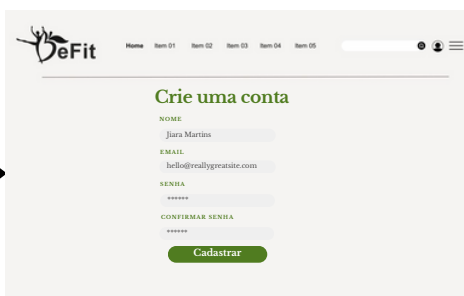 BeFit
Home Item 01 Item 02 Item 03 Item 04 Item 05
Crie uma conta
NOME
Jiara Martins
EMAIL
hello@reallygreatsite.com
SENHA
******
CONFIRMAR SENHA
******
Cadastrar